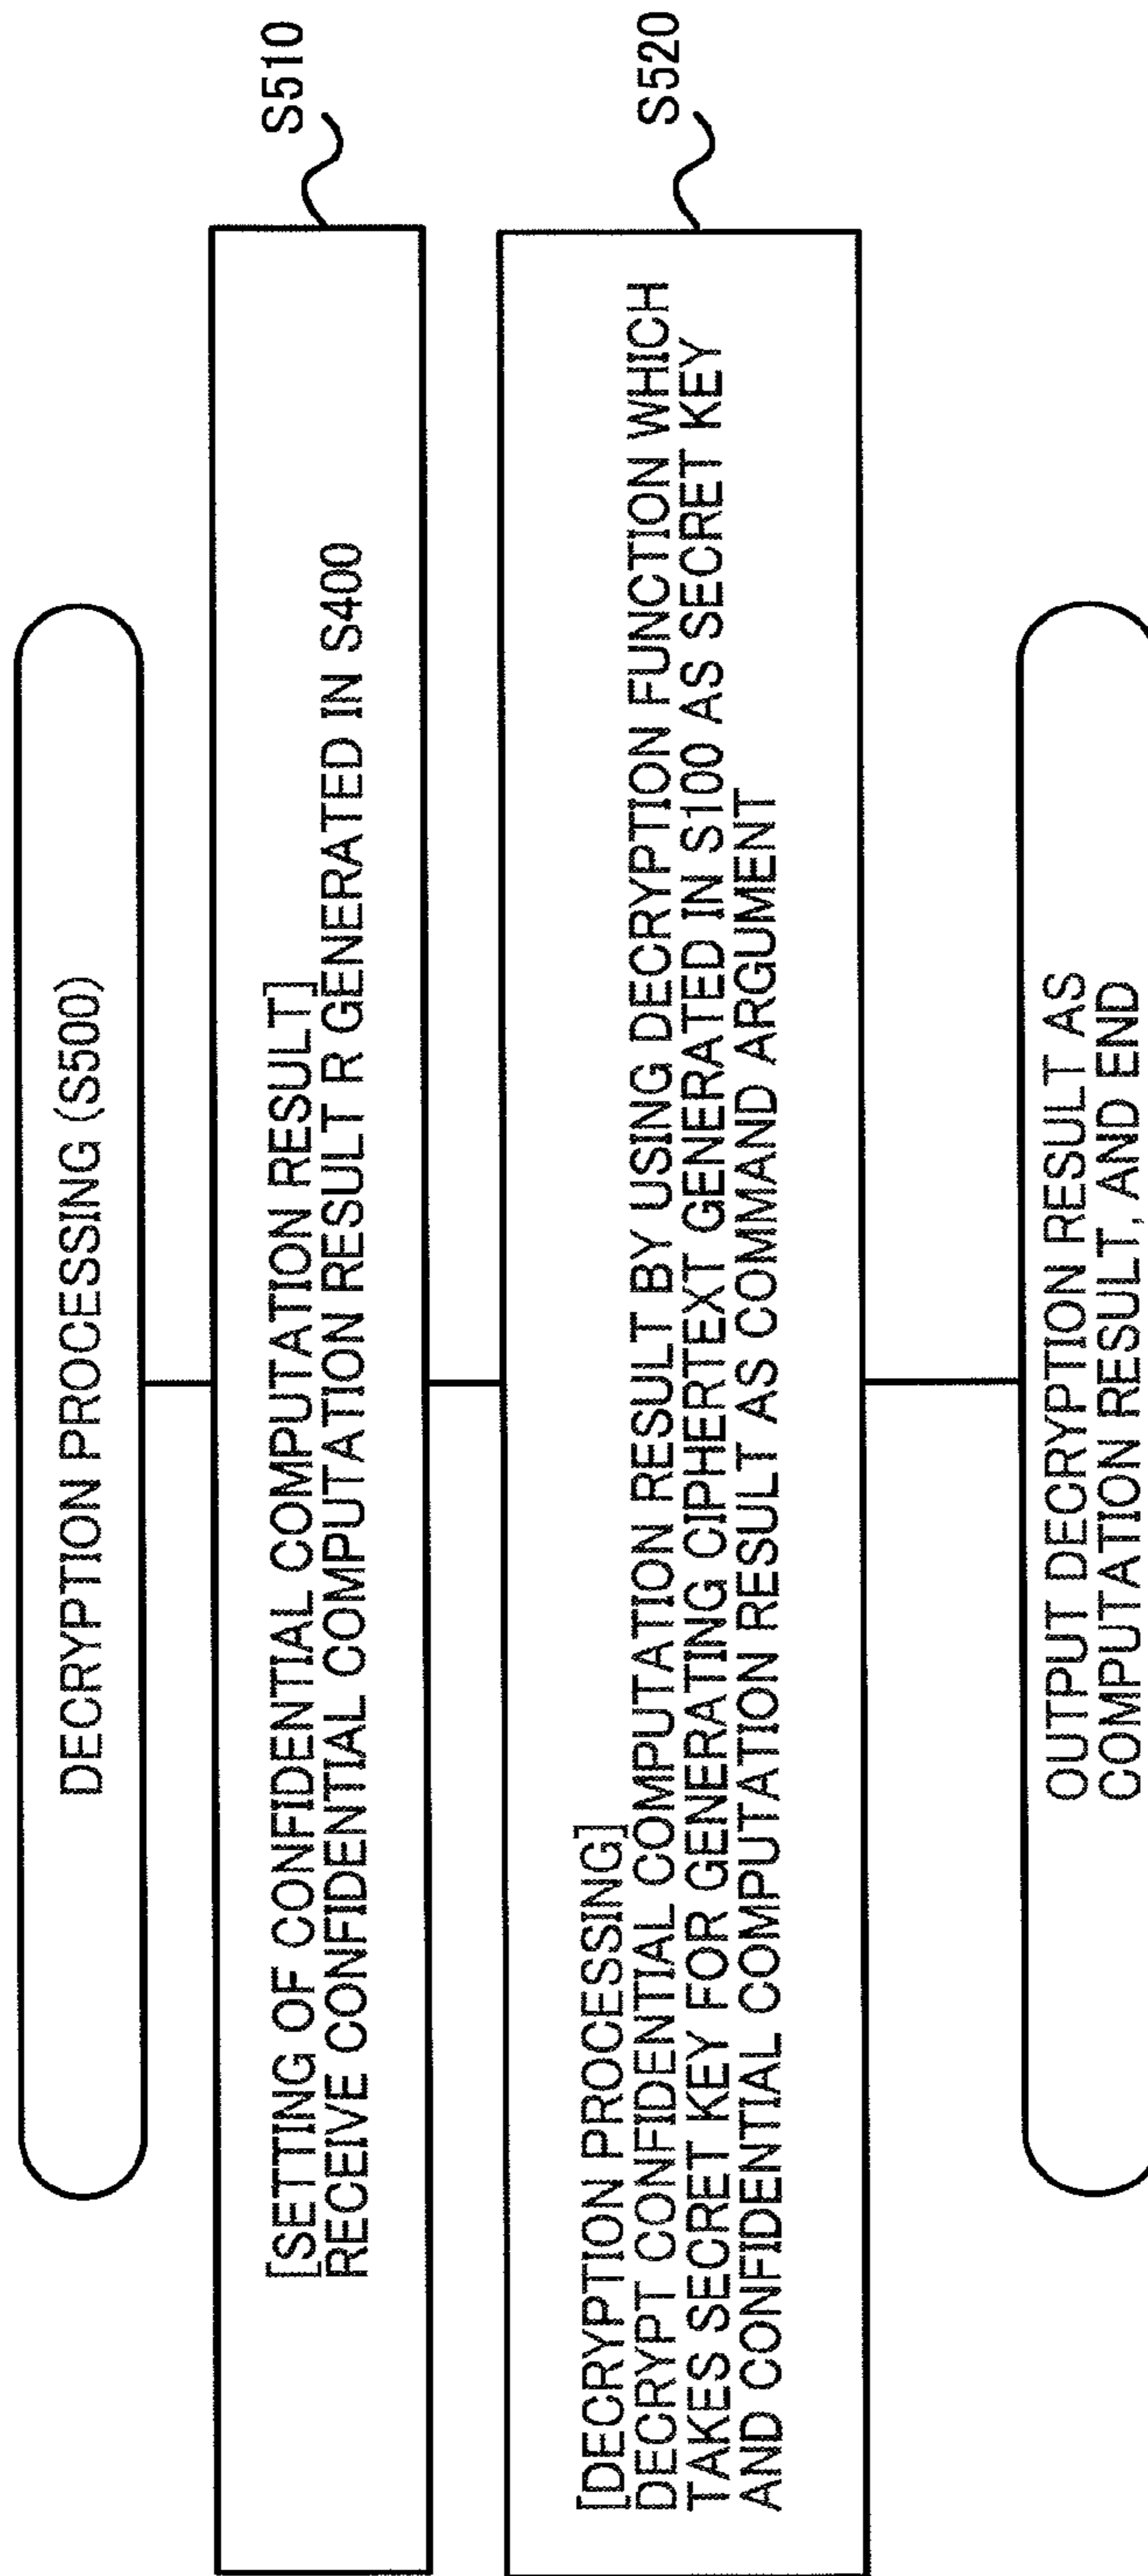 DECRYPTION PROCESSING (S500)
S510
[SETTING OF CONFIDENTIAL COMPUTATION RESULT]
RECEIVE CONFIDENTIAL COMPUTATION RESULT R GENERATED IN S400
S520
[DECRYPTION PROCESSING]
DECRYPT CONFIDENTIAL COMPUTATION RESULT BY USING DECRYPTION FUNCTION WHICH
TAKES SECRET KEY FOR GENERATING CIPHERTEXT GENERATED IN S100 AS SECRET KEY
AND CONFIDENTIAL COMPUTATION RESULT AS COMMAND ARGUMENT
OUTPUT DECRYPTION RESULT AS
COMPUTATION RESULT, AND END